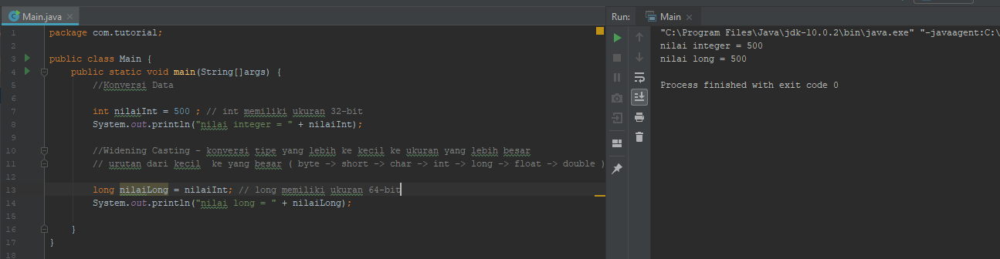 Main.java
1 package com.tutorial;
2
3 public class Main {
4 public static void main(String[]args) {
5 //Konversi Data
6
7 int nilaiInt = 500 ; // int memiliki ukuran 32-bit
8 System.out.println("nilai integer = " + nilaiInt);
9
10 //Widening Casting - konversi tipe yang lebih ke kecil ke ukuran yang lebih besar
11 // urutan dari kecil  ke yang besar ( byte -> short -> char -> int -> long -> float -> double )
12
13 long nilaiLong = nilaiInt; // long memiliki ukuran 64-bit
14 System.out.println("nilai long = " + nilaiLong);
15
16 }
17 }
18
Run: Main
"C:\Program Files\Java\jdk-10.0.2\bin\java.exe" "-javaagent:C:\
nilai integer = 500
nilai long = 500
Process finished with exit code 0